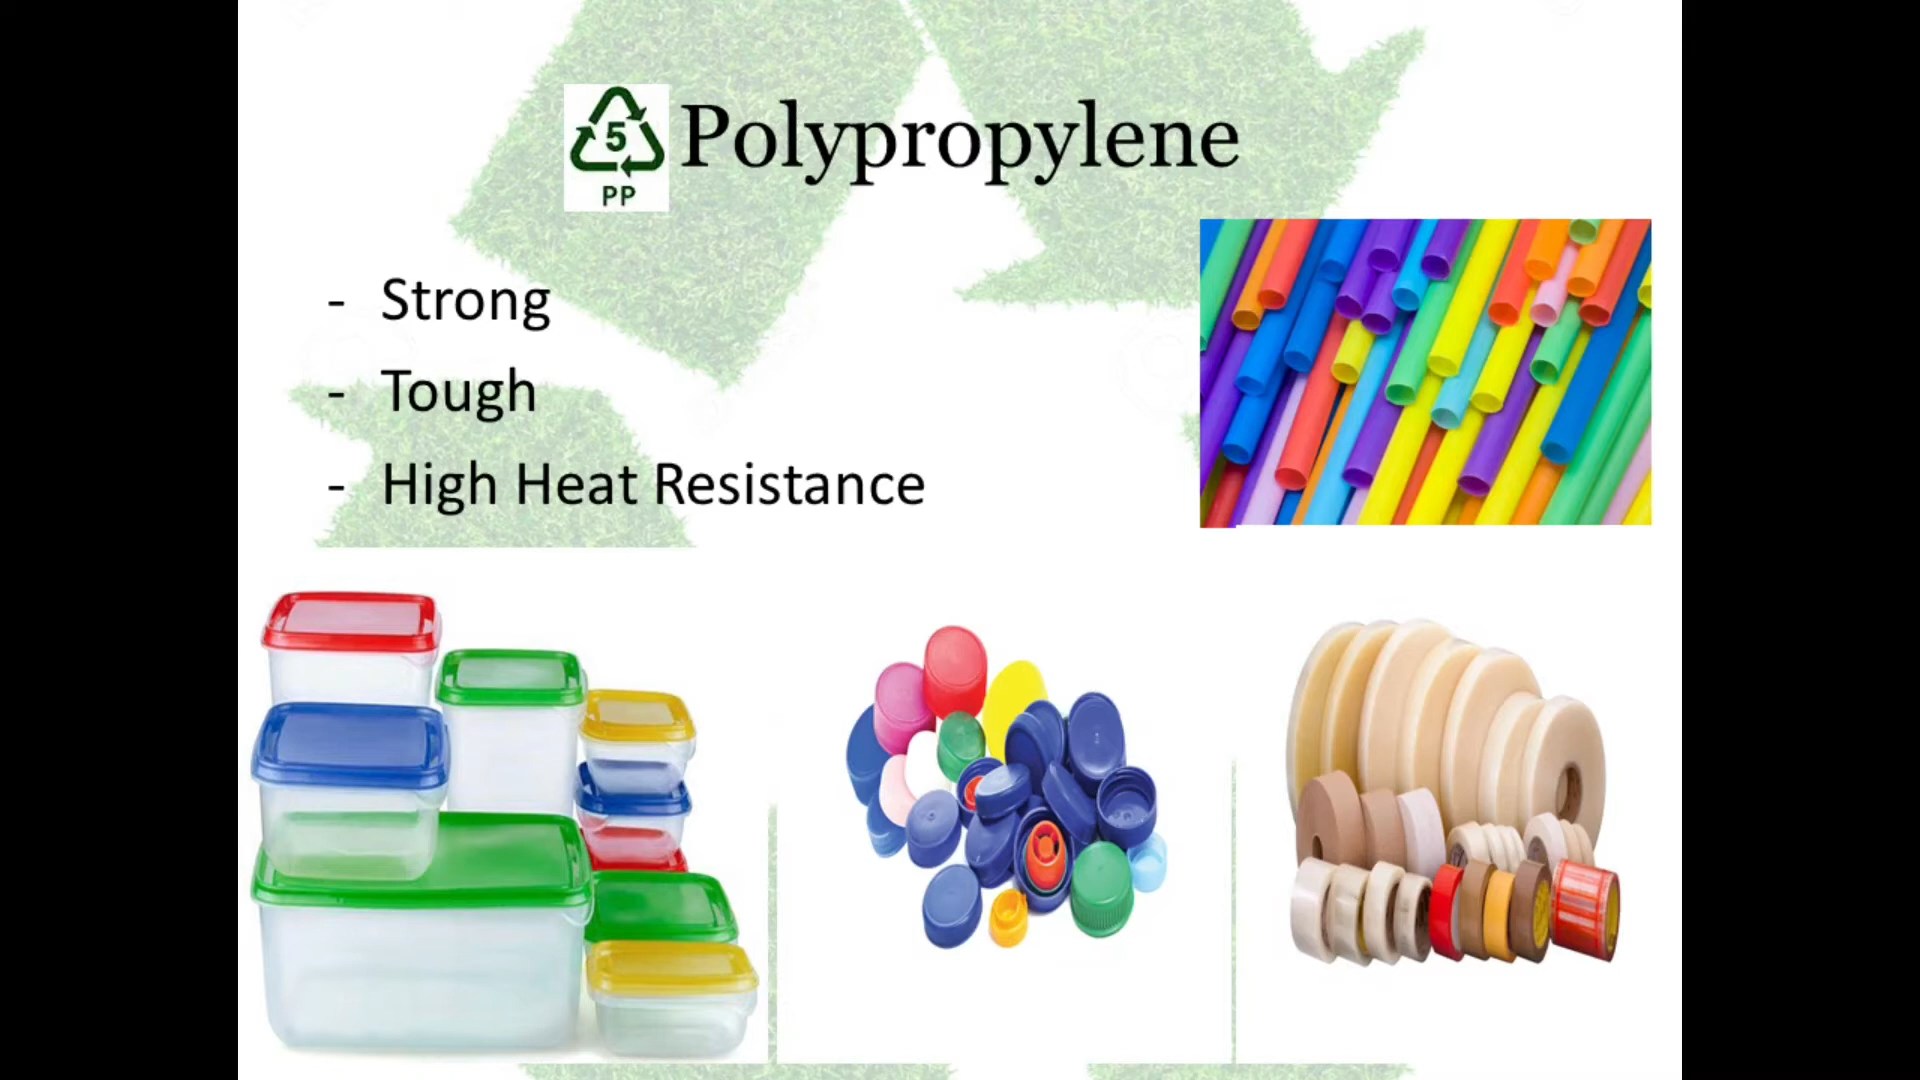 5
PP
Polypropylene
- Strong
- Tough
- High Heat Resistance